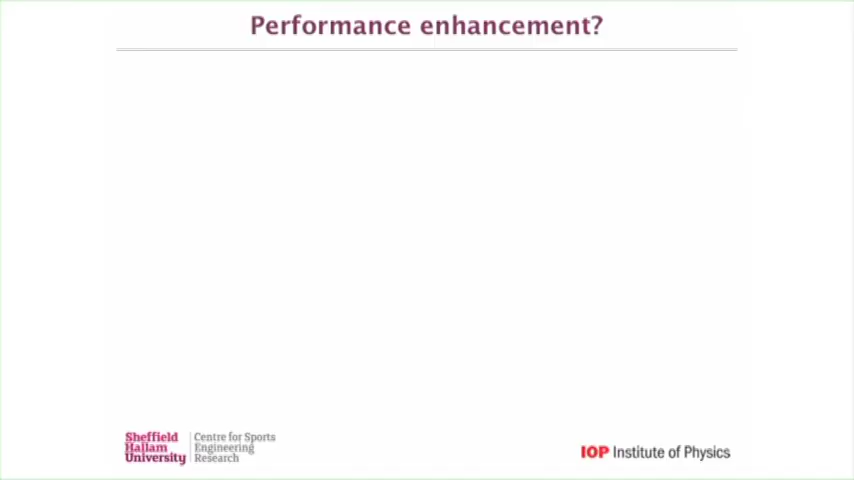 Performance enhancement?
Sheffield
Hallam
University
Centre for Sports
Engineering
Research
IOP Institute of Physics